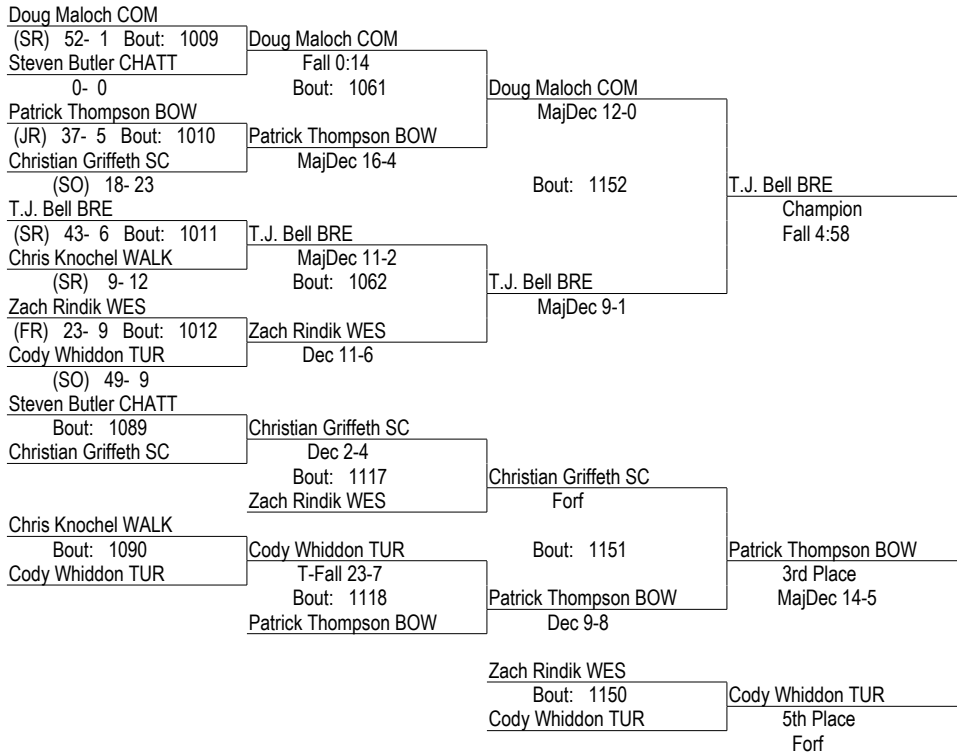 Doug Maloch COM
(SR) 52- 1 Bout: 1009 Doug Maloch COM
Steven Butler CHATT Fall 0:14
0- 0 Bout: 1061 Doug Maloch COM
Patrick Thompson BOW MajDec 12-0
(JR) 37- 5 Bout: 1010 Patrick Thompson BOW
Christian Griffeth SC MajDec 16-4
(SO) 18- 23 Bout: 1152 T.J. Bell BRE
T.J. Bell BRE Champion
(SR) 43- 6 Bout: 1011 T.J. Bell BRE Fall 4:58
Chris Knochel WALK MajDec 11-2
(SR) 9- 12 Bout: 1062 T.J. Bell BRE
Zach Rindik WES MajDec 9-1
(FR) 23- 9 Bout: 1012 Zach Rindik WES
Cody Whiddon TUR Dec 11-6
(SO) 49- 9
Steven Butler CHATT
Bout: 1089 Christian Griffeth SC
Christian Griffeth SC Dec 2-4
Bout: 1117 Christian Griffeth SC
Zach Rindik WES Forf
Chris Knochel WALK
Bout: 1090 Cody Whiddon TUR Bout: 1151 Patrick Thompson BOW
Cody Whiddon TUR T-Fall 23-7 3rd Place
Bout: 1118 Patrick Thompson BOW MajDec 14-5
Patrick Thompson BOW Dec 9-8
Zach Rindik WES
Bout: 1150 Cody Whiddon TUR
Cody Whiddon TUR 5th Place
Forf